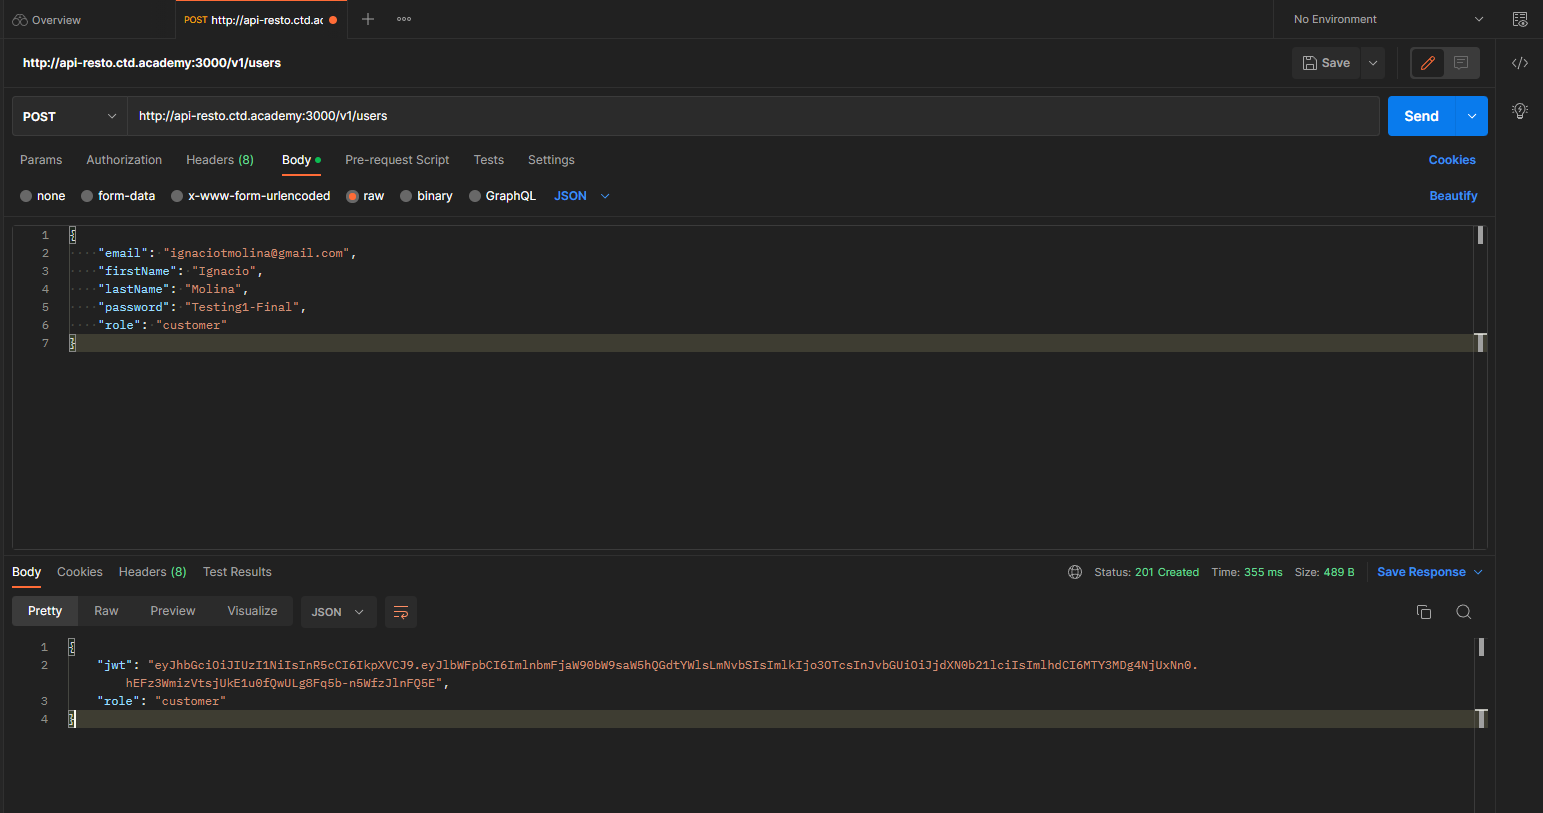 Overview
POST http://api-resto.ctd.ac
No Environment
http://api-resto.ctd.academy:3000/v1/users
Save
POST
http://api-resto.ctd.academy:3000/v1/users
Send
Params Authorization Headers (8) Body Pre-request Script Tests Settings
Cookies
none form-data x-www-form-urlencoded raw binary GraphQL JSON
Beautify
1 {
2 "email": "ignaciotmolina@gmail.com",
3 "firstName": "Ignacio",
4 "lastName": "Molina",
5 "password": "Testing1-Final",
6 "role": "customer"
7 }
Body Cookies Headers (8) Test Results
Status: 201 Created Time: 355 ms Size: 489 B Save Response
Pretty Raw Preview Visualize JSON
1 {
2 "jwt": "eyJhbGciOiJIUzI1NiIsInR5cCI6IkpXVCJ9.eyJlbWFpbCI6ImlnbmFjaW90bW9saW5hQGdtYWlsLmNvbSIsImlkIjo3OTcsInJvbGUiOiJjdXN0b21lciIsImlhdCI6MTY3MDg4NjUxNn0.
hEFz3WmizVtsjUkE1u0fQwULg8Fq5b-n5WfzJlnFQ5E",
3 "role": "customer"
4 }